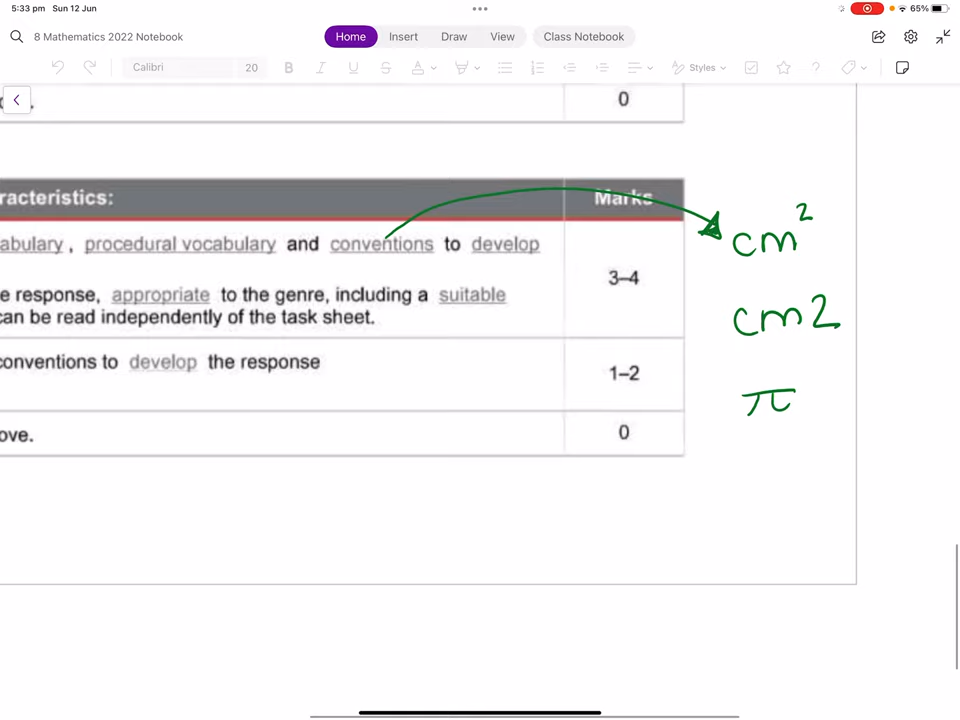 5:33 pm Sun 12 Jun
65%
8 Mathematics 2022 Notebook
Home Insert Draw View Class Notebook
Calibri 20 B I U S A Styles ?
0
racteristics: Marks
abulary , procedural vocabulary and conventions to develop
e response, appropriate to the genre, including a suitable
can be read independently of the task sheet.
3–4
conventions to develop the response
1–2
ove.
0
cm²
cm2
π